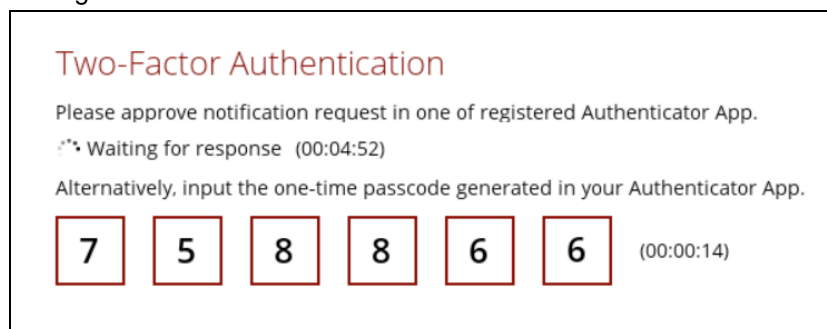 Two-Factor Authentication
Please approve notification request in one of registered Authenticator App.
Waiting for response (00:04:52)
Alternatively, input the one-time passcode generated in your Authenticator App.
7 5 8 8 6 6 (00:00:14)